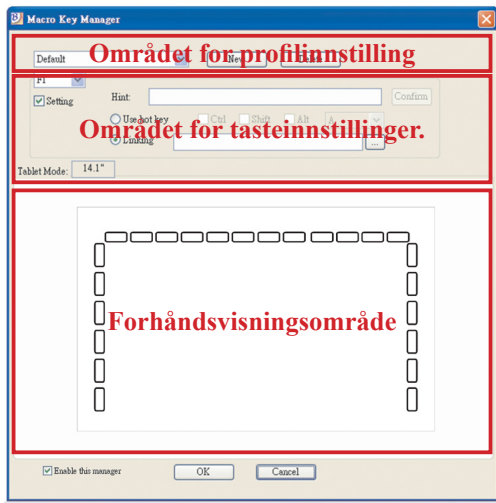 Macro Key Manager
Default New Delete
Området for profilinnstilling
F1
Setting Hint: Confirm
Use hot key Ctrl Shift Alt A
Området for tasteinnstillinger.
Linking ...
Tablet Mode: 14.1"
Forhåndsvisningsområde
Enable this manager OK Cancel